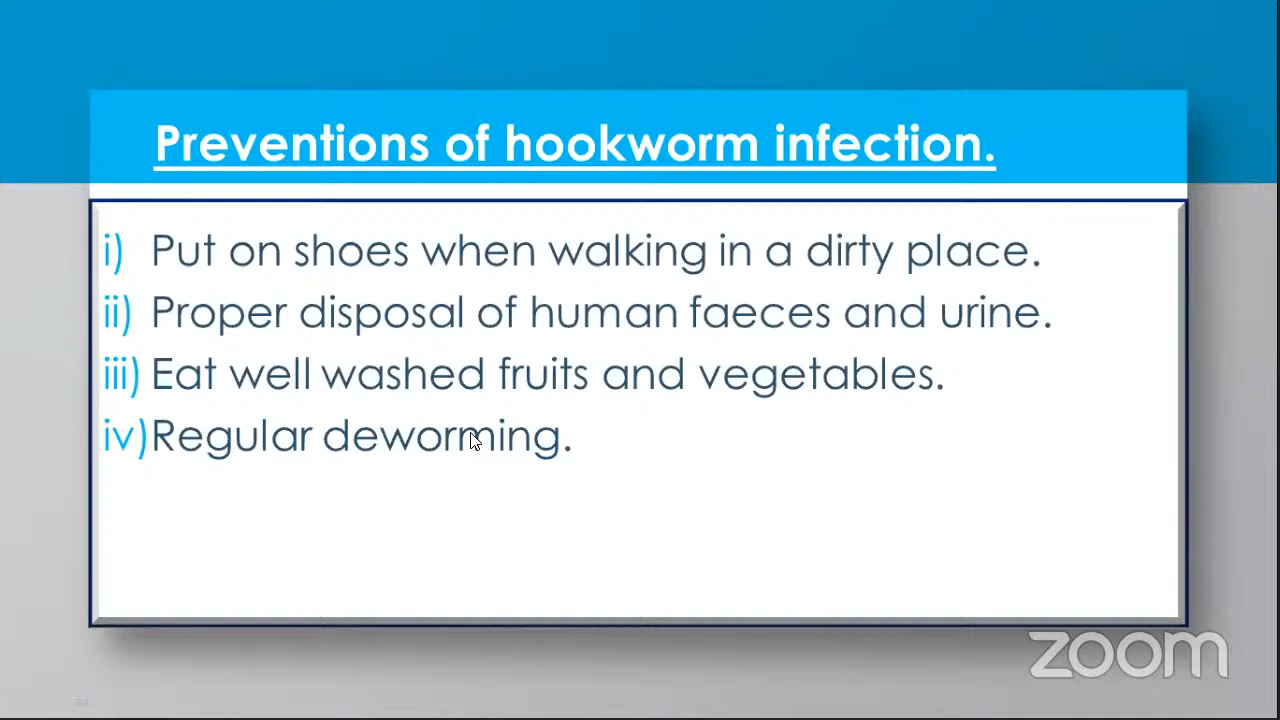 Preventions of hookworm infection.
i) Put on shoes when walking in a dirty place.
ii) Proper disposal of human faeces and urine.
iii) Eat well washed fruits and vegetables.
iv) Regular deworming.
zoom